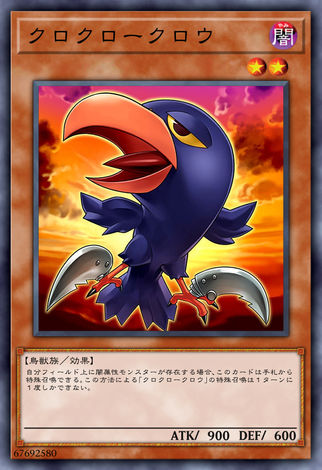 クロクロークロウ
やみ
闇
【鳥獣族／効果】
自分フィールド上に闇属性モンスターが存在する場合、このカードは手札から
特殊召喚できる。この方法による「クロクロークロウ」の特殊召喚は１ターンに
１度しかできない。
ATK/ 900 DEF/ 600
67692580